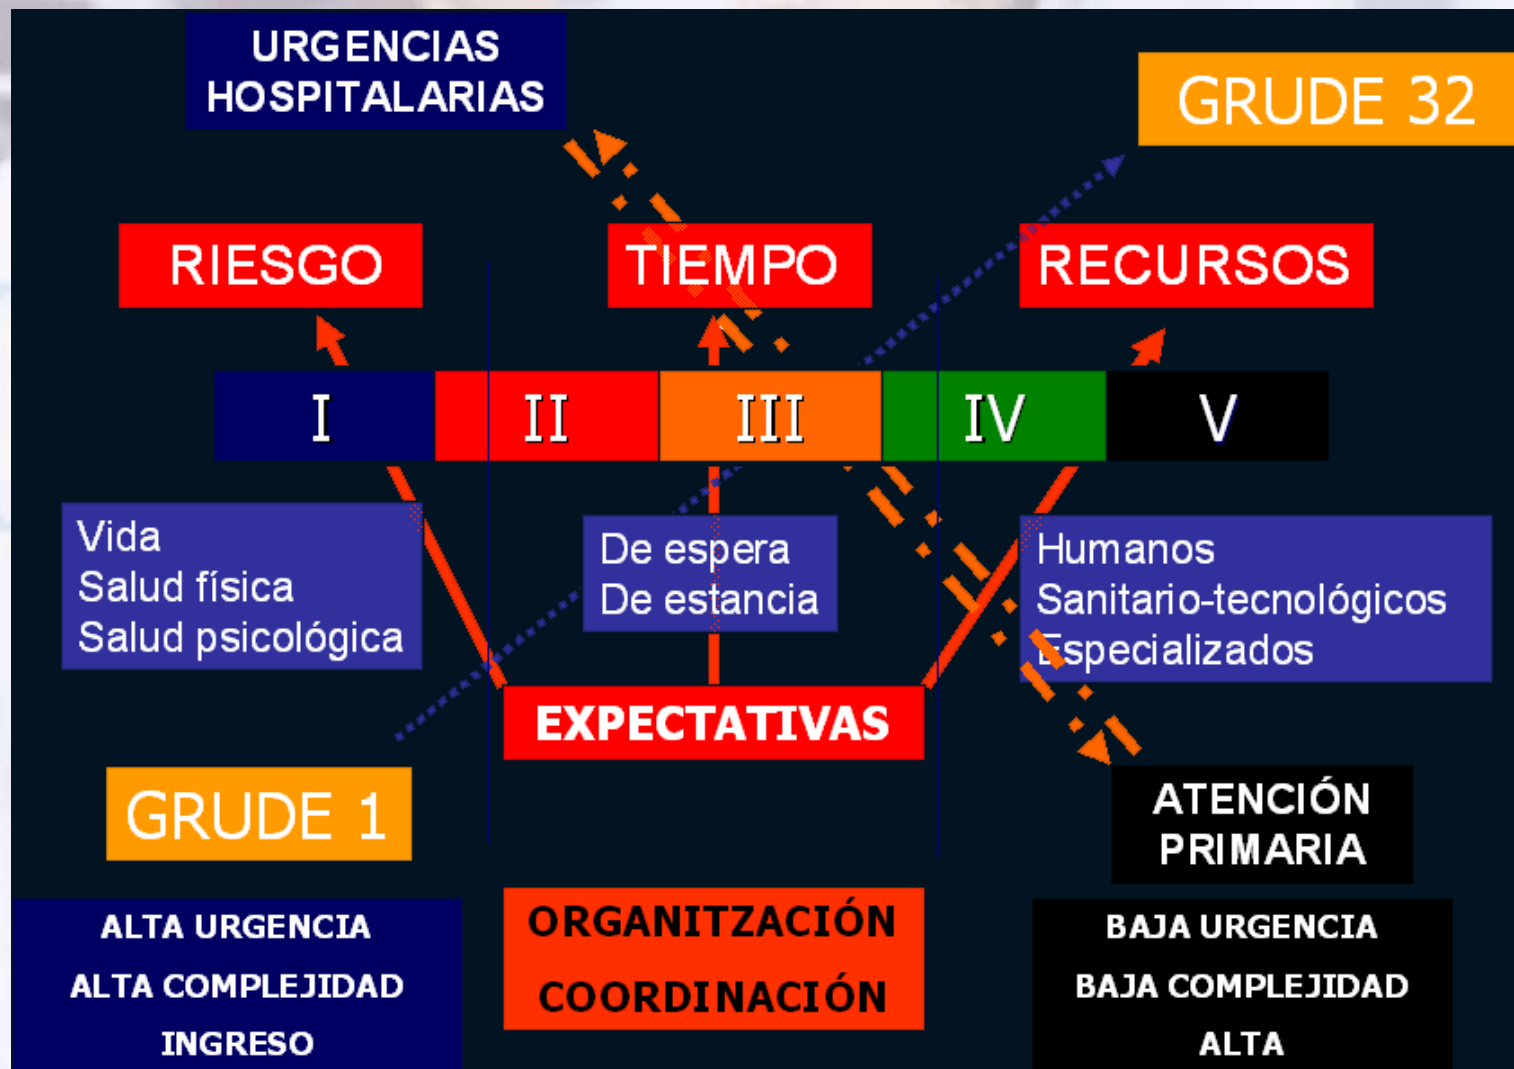 URGENCIAS
HOSPITALARIAS
GRUDE 32
RIESGO
TIEMPO
RECURSOS
I
II
III
IV
V
Vida
Salud física
Salud psicológica
De espera
De estancia
Humanos
Sanitario-tecnológicos
Especializados
EXPECTATIVAS
GRUDE 1
ATENCIÓN
PRIMARIA
ALTA URGENCIA
ALTA COMPLEJIDAD
INGRESO
ORGANITZACIÓN
COORDINACIÓN
BAJA URGENCIA
BAJA COMPLEJIDAD
ALTA